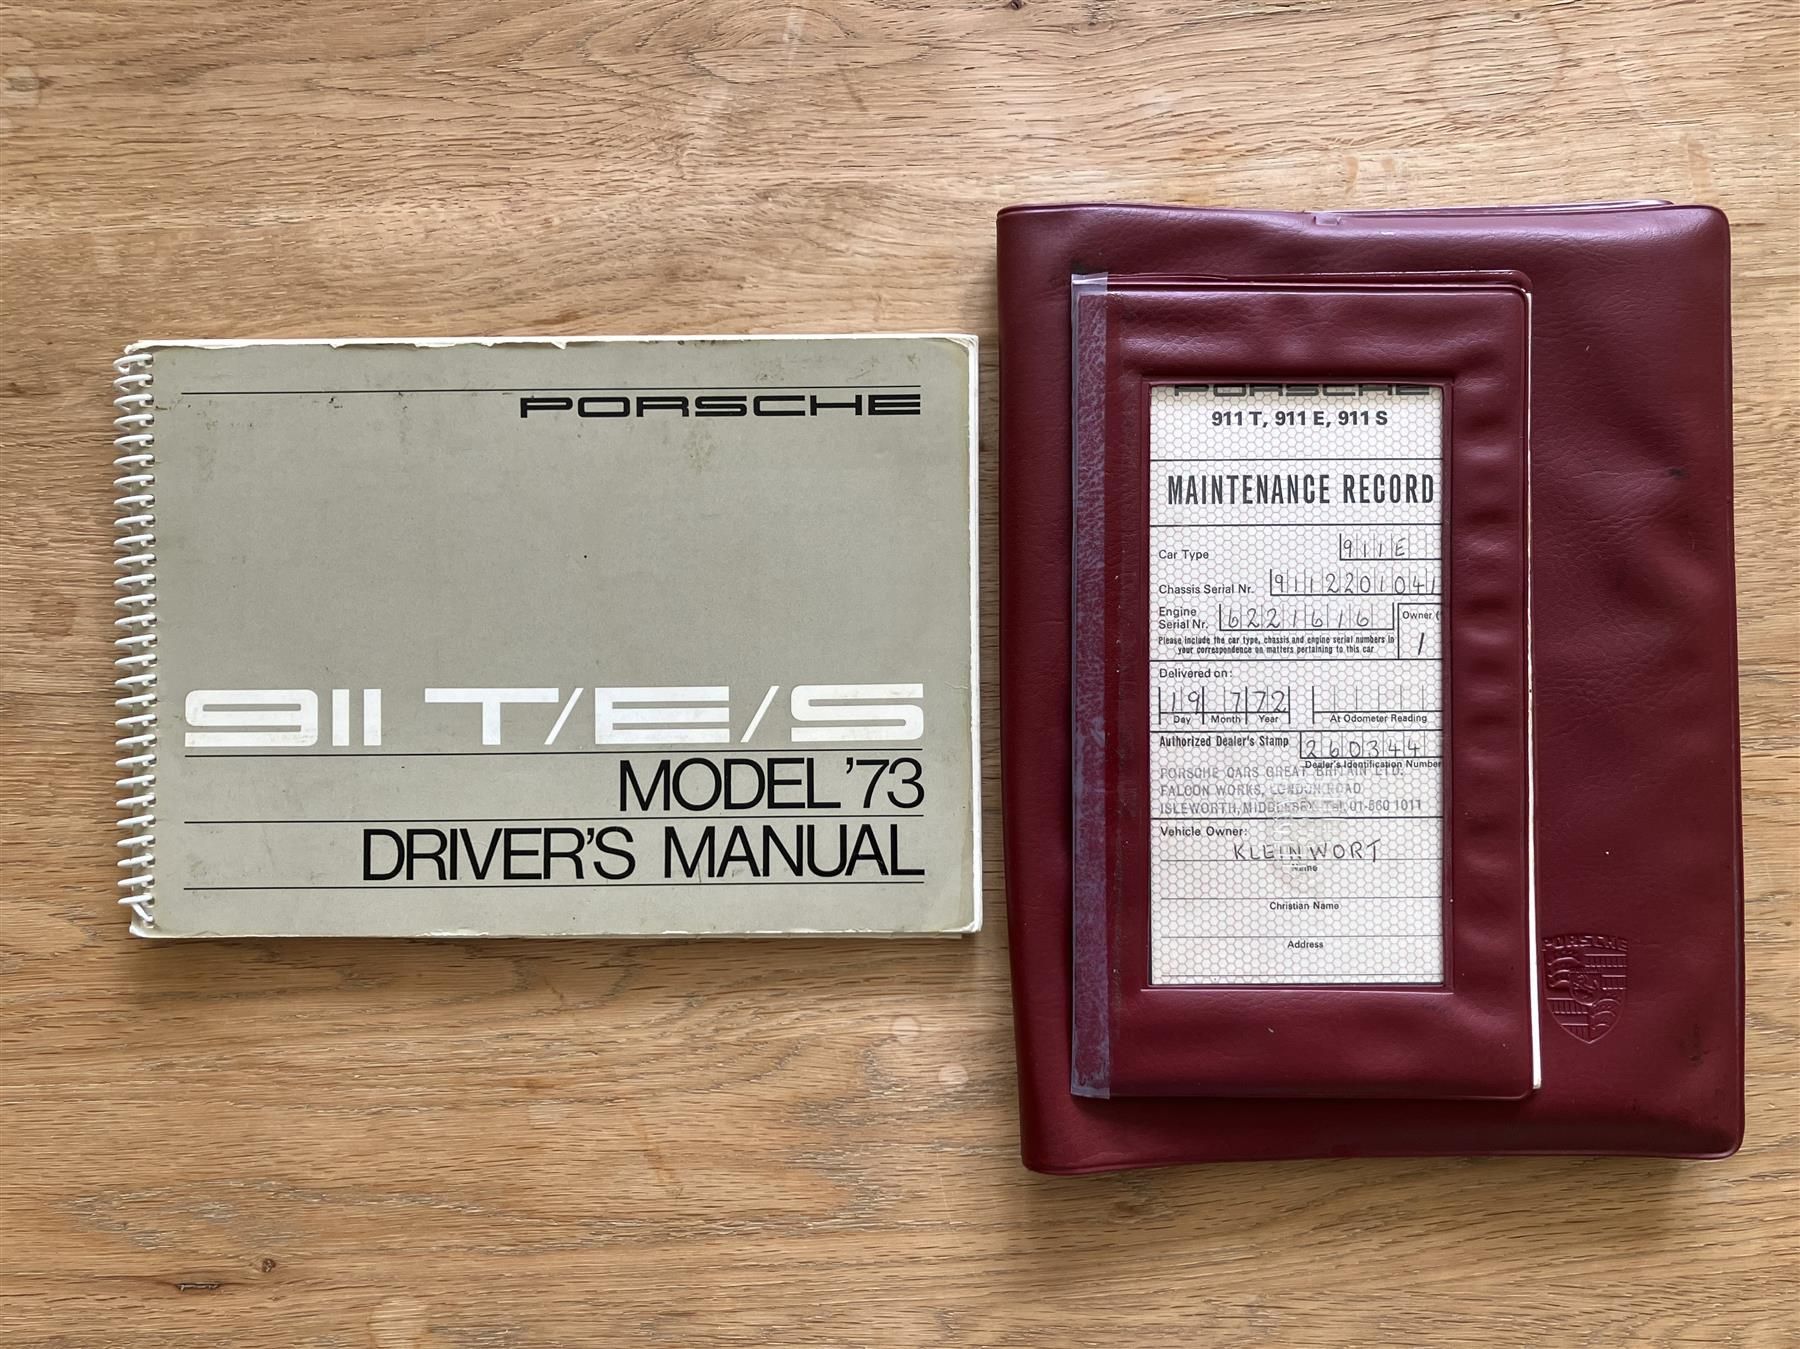 PORSCHE
911 T/E/S
MODEL '73
DRIVER'S MANUAL
PORSCHE
911 T, 911 E, 911 S
MAINTENANCE RECORD
Car Type 911E
Chassis Serial Nr. 9112201041
Engine
Serial Nr. 6221616
Owner (
1
Please include the car type, chassis and engine serial numbers in
your correspondence on matters pertaining to this car
Delivered on:
19 7 72
Day Month Year
At Odometer Reading
Authorized Dealer's Stamp 260344
Dealer's Identification Number
PORSCHE CARS GREAT BRITAIN LTD.
FALCON WORKS, LONDON ROAD
ISLEWORTH, MIDDLESEX Tel. 01-560 1011
Vehicle Owner:
KLEINWORT
Name
Christian Name
Address
PORSCHE